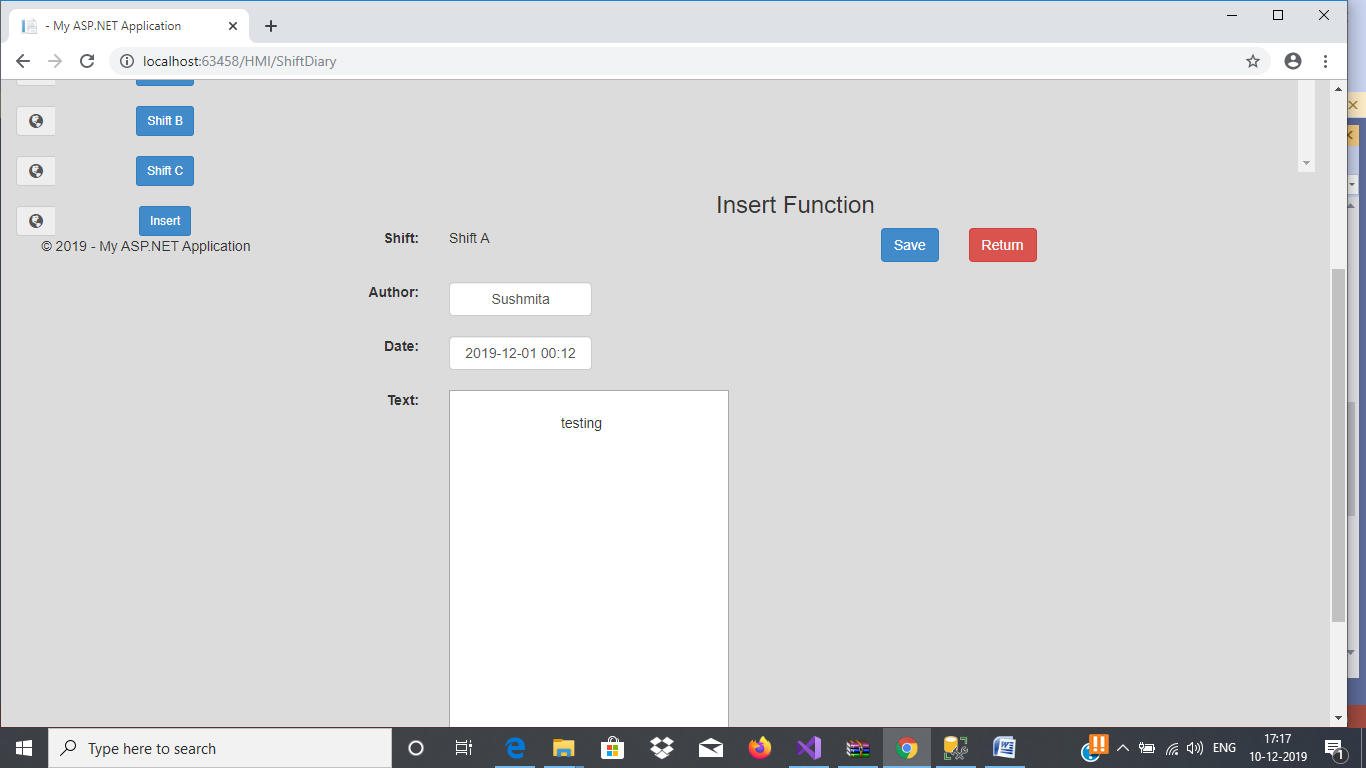 - My ASP.NET Application
localhost:63458/HMI/ShiftDiary
Shift B
Shift C
Insert
© 2019 - My ASP.NET Application
Insert Function
Shift: Shift A
Save Return
Author: Sushmita
Date: 2019-12-01 00:12
Text: testing
Type here to search
ENG
17:17
10-12-2019
1